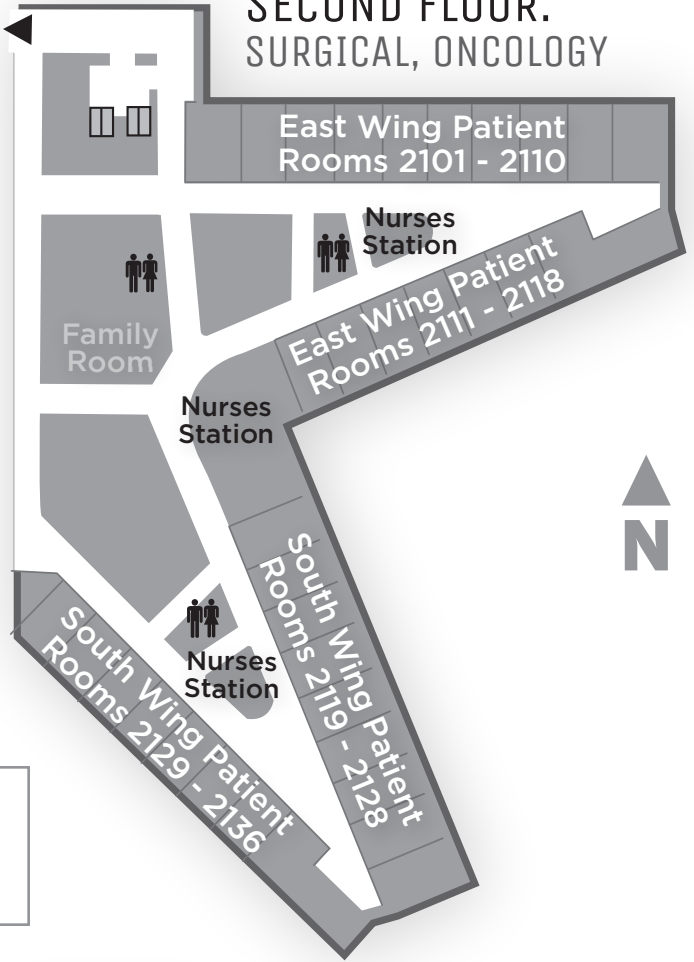 SECOND FLOOR:
SURGICAL, ONCOLOGY
East Wing Patient
Rooms 2101 - 2110
Nurses
Station
East Wing Patient
Rooms 2111 - 2118
Family
Room
Nurses
Station
N
South Wing Patient
Rooms 2119 - 2128
Nurses
Station
South Wing Patient
Rooms 2129 - 2136